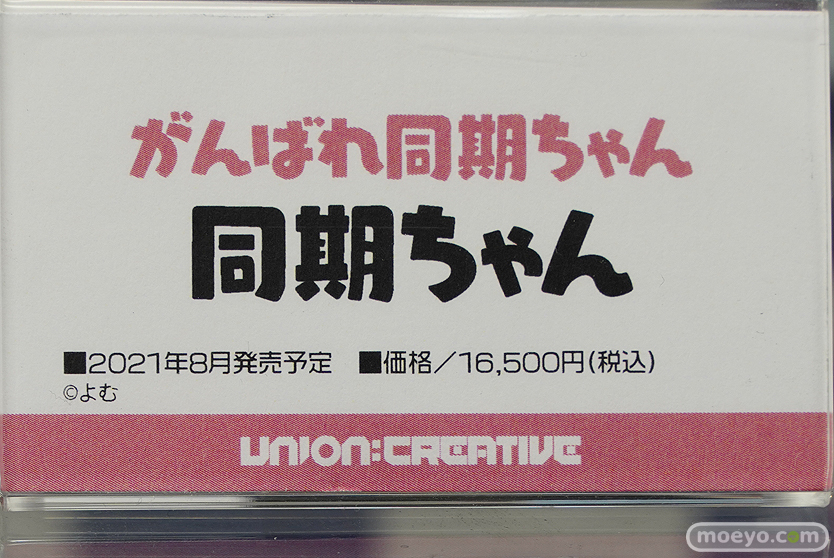 がんばれ同期ちゃん
同期ちゃん
■2021年8月発売予定 ■価格／16,500円(税込)
©よむ
UNION:CREATIVE
moeyo.com